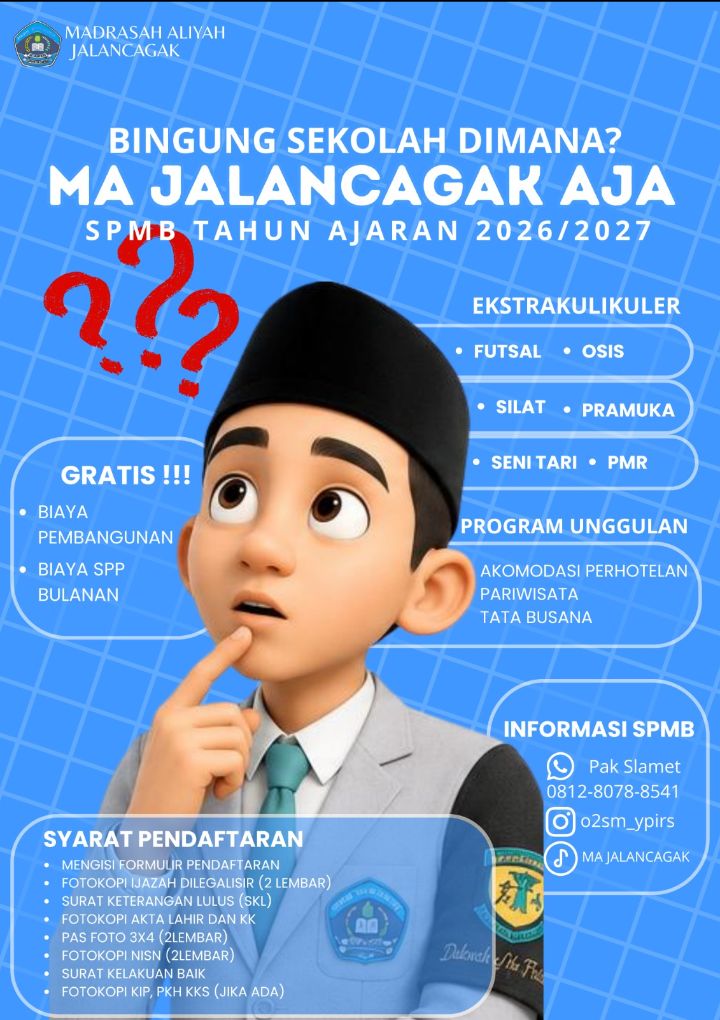 MADRASAH ALIYAH
JALANCAGAK
BINGUNG SEKOLAH DIMANA?
MA JALANCAGAK AJA
SPMB TAHUN AJARAN 2026/2027
???
EKSTRAKULIKULER
• FUTSAL • OSIS
• SILAT • PRAMUKA
• SENI TARI • PMR
GRATIS !!!
• BIAYA
PEMBANGUNAN
• BIAYA SPP
BULANAN
PROGRAM UNGGULAN
AKOMODASI PERHOTELAN
PARIWISATA
TATA BUSANA
INFORMASI SPMB
Pak Slamet
0812-8078-8541
o2sm_ypirs
MA JALANCAGAK
SYARAT PENDAFTARAN
• MENGISI FORMULIR PENDAFTARAN
• FOTOKOPI IJAZAH DILEGALISIR (2 LEMBAR)
• SURAT KETERANGAN LULUS (SKL)
• FOTOKOPI AKTA LAHIR DAN KK
• PAS FOTO 3X4 (2LEMBAR)
• FOTOKOPI NISN (2LEMBAR)
• SURAT KELAKUAN BAIK
• FOTOKOPI KIP, PKH KKS (JIKA ADA)